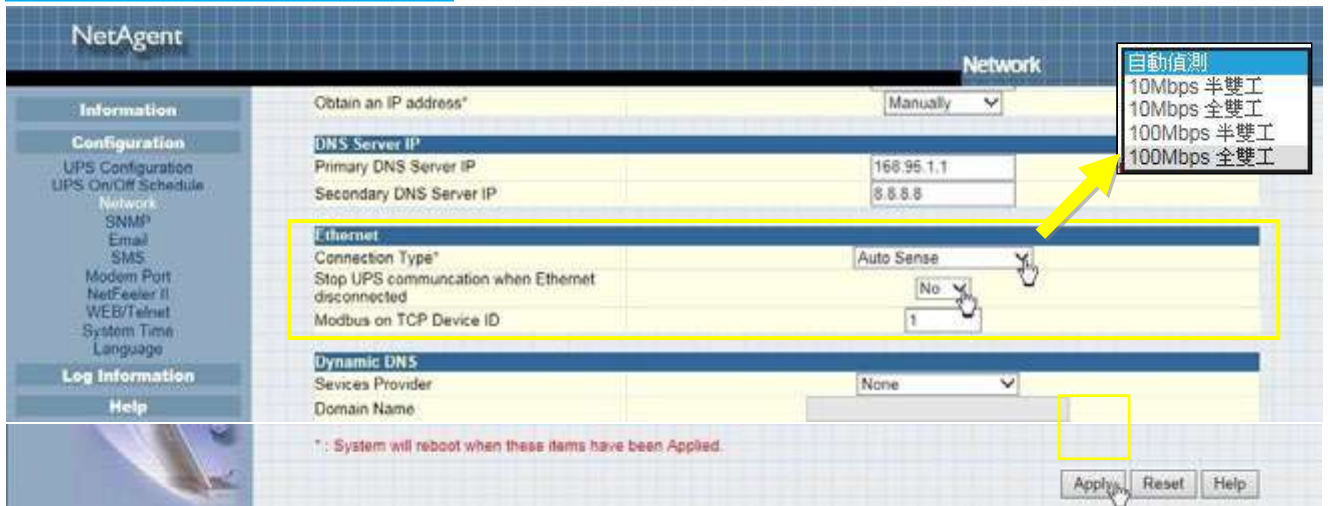 NetAgent
Network
Information
Configuration
UPS Configuration
UPS On/Off Schedule
Network
SNMP
Email
SMS
Modem Port
NetFeeler II
WEB/Telnet
System Time
Language
Log Information
Help
Obtain an IP address* Manually
DNS Server IP
Primary DNS Server IP 168.95.1.1
Secondary DNS Server IP 8.8.8.8
Ethernet
Connection Type* Auto Sense
Stop UPS communcation when Ethernet
disconnected No
Modbus on TCP Device ID 1
Dynamic DNS
Sevices Provider None
Domain Name
* : System will reboot when these items have been Applied.
Apply Reset Help
自動偵測
10Mbps 半雙工
10Mbps 全雙工
100Mbps 半雙工
100Mbps 全雙工